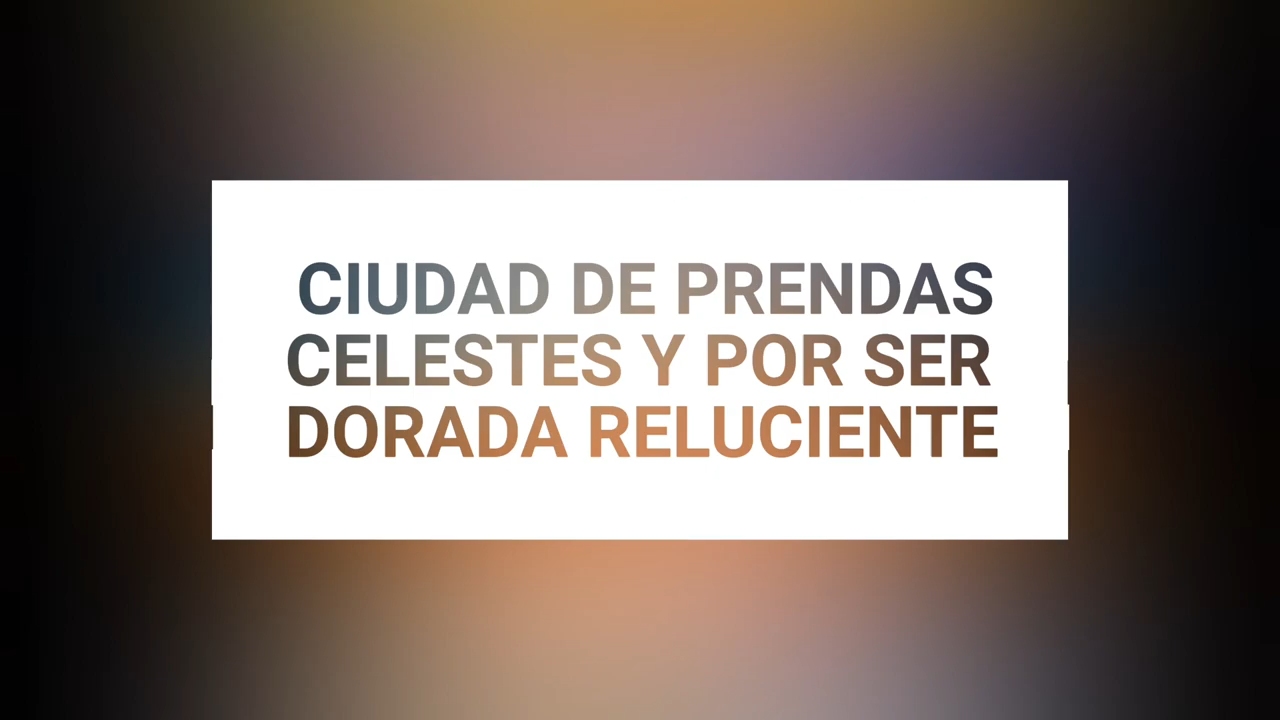 CIUDAD DE PRENDAS
CELESTES Y POR SER
DORADA RELUCIENTE